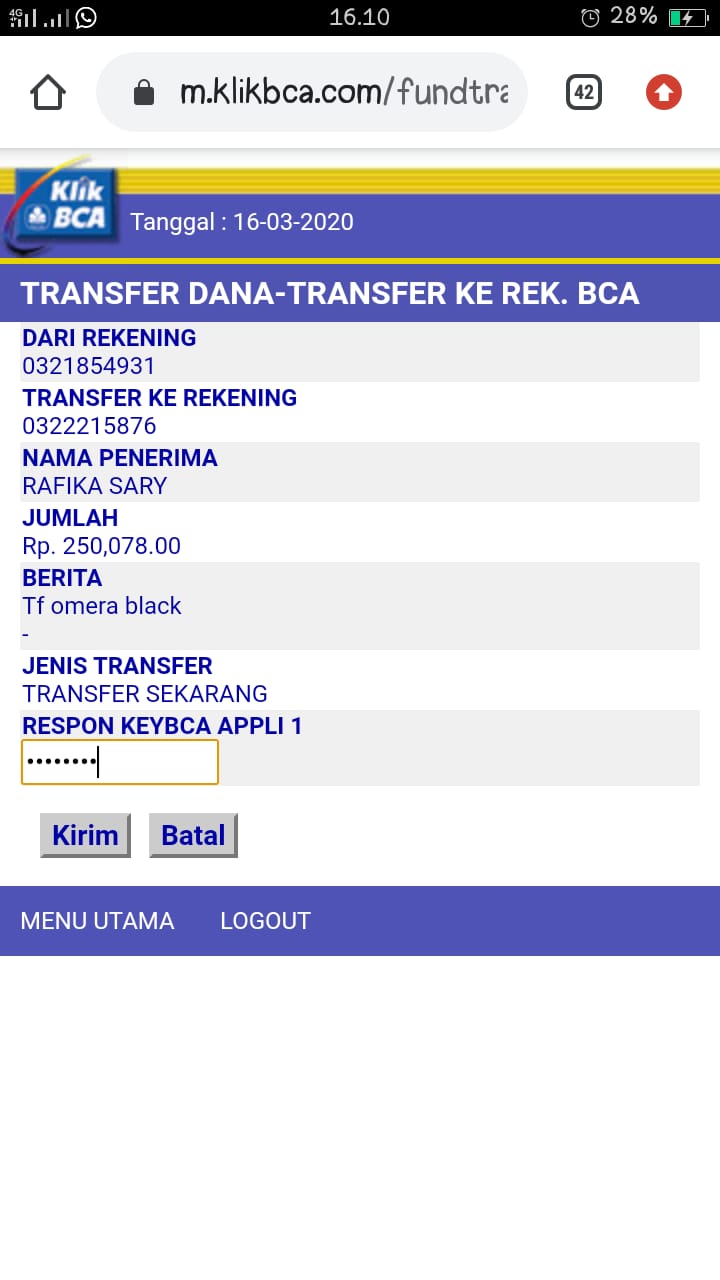 4G 16.10 28%
m.klikbca.com/fundtra
42
Klik
BCA
Tanggal : 16-03-2020
TRANSFER DANA-TRANSFER KE REK. BCA
DARI REKENING
0321854931
TRANSFER KE REKENING
0322215876
NAMA PENERIMA
RAFIKA SARY
JUMLAH
Rp. 250,078.00
BERITA
Tf omera black
-
JENIS TRANSFER
TRANSFER SEKARANG
RESPON KEYBCA APPLI 1
••••••••
Kirim Batal
MENU UTAMA LOGOUT